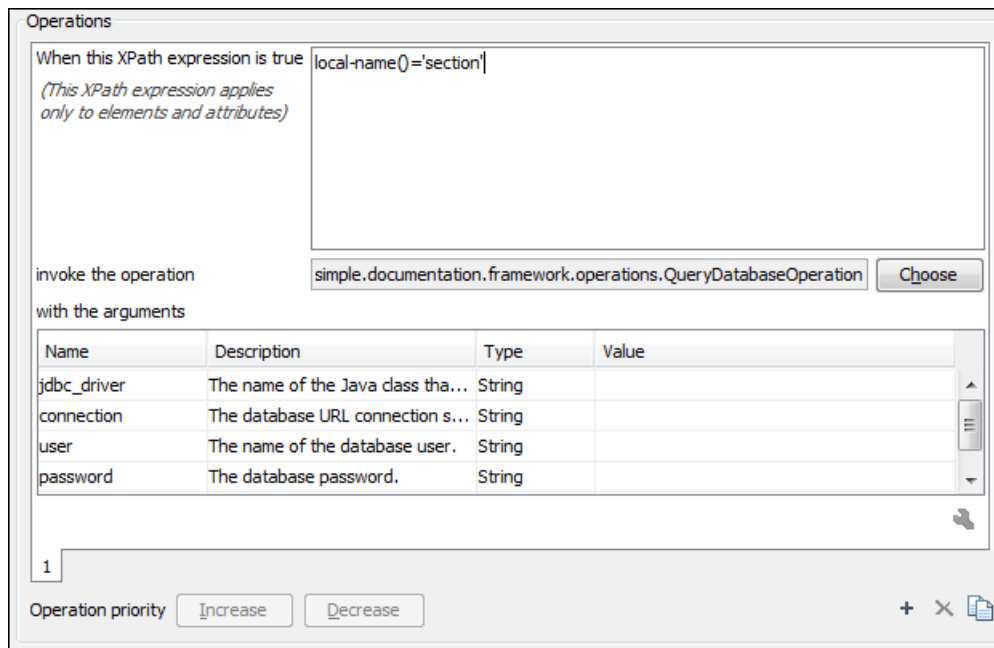 Operations
When this XPath expression is true
local-name()='section'
(This XPath expression applies
only to elements and attributes)
invoke the operation
simple.documentation.framework.operations.QueryDatabaseOperation
Choose
with the arguments
Name Description Type Value
jdbc_driver The name of the Java class tha... String
connection The database URL connection s... String
user The name of the database user. String
password The database password. String
1
Operation priority Increase Decrease